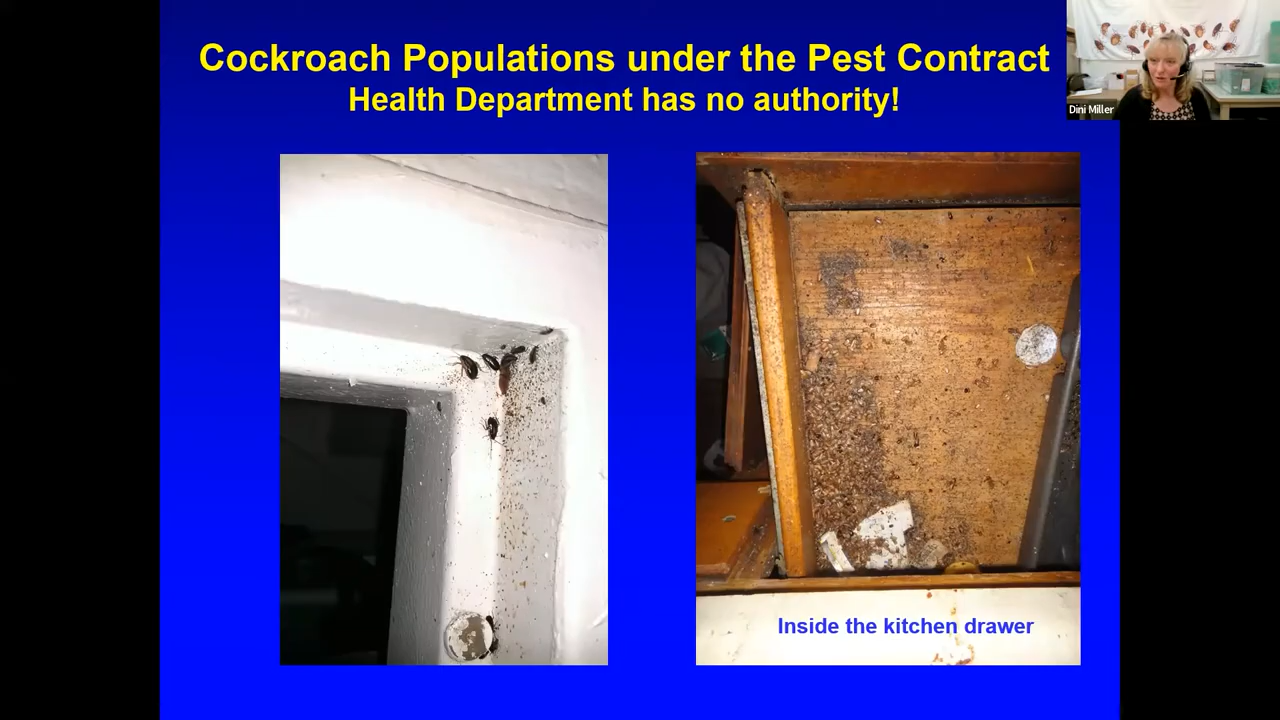 Cockroach Populations under the Pest Contract
Health Department has no authority!
Dini Miller
Inside the kitchen drawer